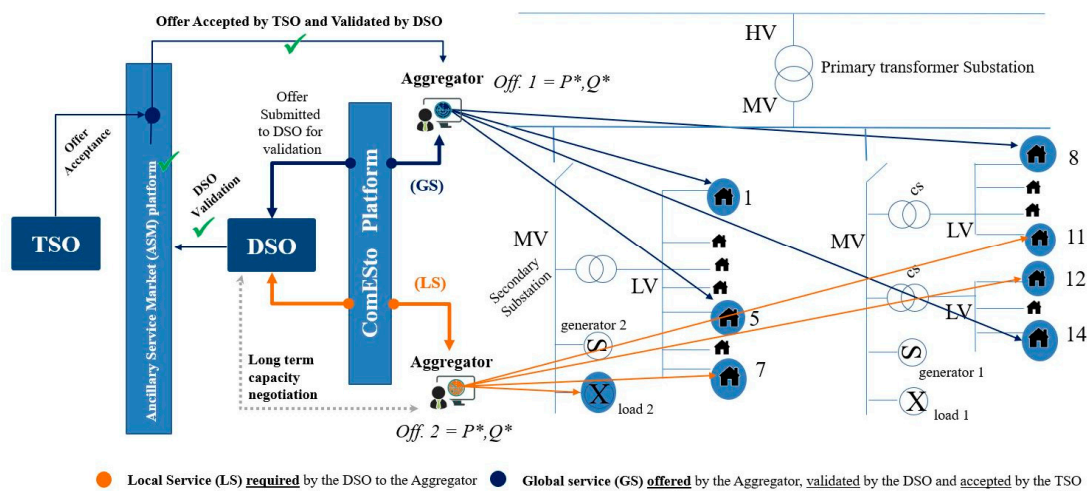 Offer Accepted by TSO and Validated by DSO
HV
Primary transformer Substation
MV
Aggregator
Off. 1 = P*,Q*
Offer
Submitted
to DSO for
validation
Offer
Acceptance
Ancillary Service Market (ASM) platform
DSO
Validation
TSO
DSO
ComESto Platform
(GS)
(LS)
Aggregator
Off. 2 = P*,Q*
Long term
capacity
negotiation
MV
Secondary
Substation
LV
generator 2
S
X
load 2
1
5
7
MV
cs
LV
cs
LV
8
11
12
14
S
generator 1
X
load 1
Local Service (LS) required by the DSO to the Aggregator
Global service (GS) offered by the Aggregator, validated by the DSO and accepted by the TSO